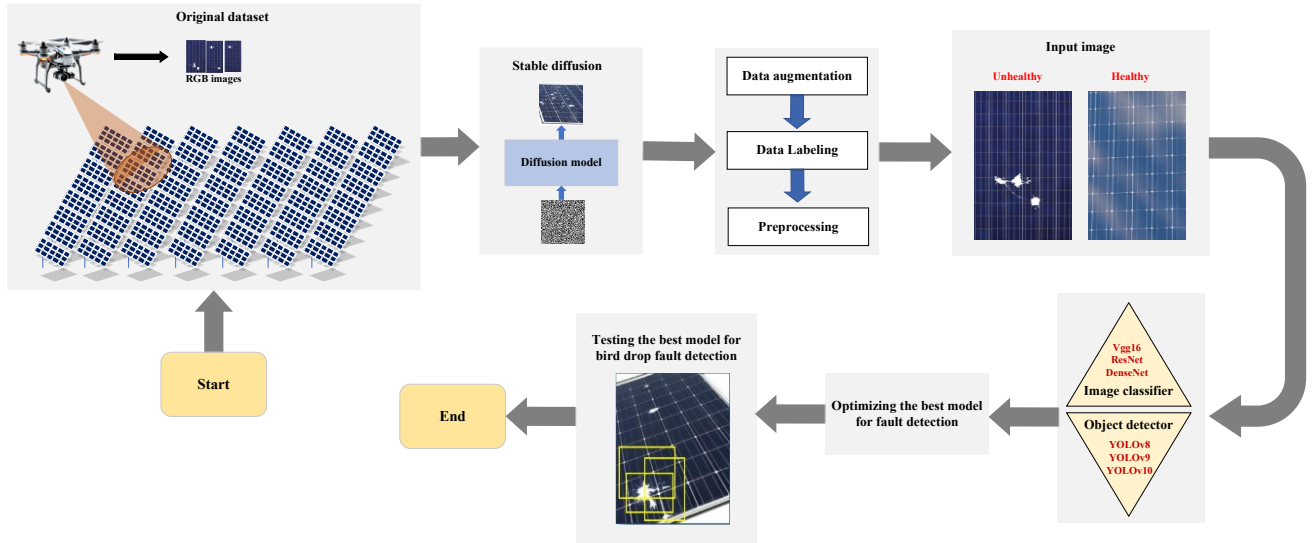 Original dataset
RGB images
Stable diffusion
Diffusion model
Data augmentation
Data Labeling
Preprocessing
Input image
Unhealthy
Healthy
Vgg16
ResNet
DenseNet
Image classifier
Object detector
YOLOv8
YOLOv9
YOLOv10
Optimizing the best model
for fault detection
Testing the best model for
bird drop fault detection
Start
End